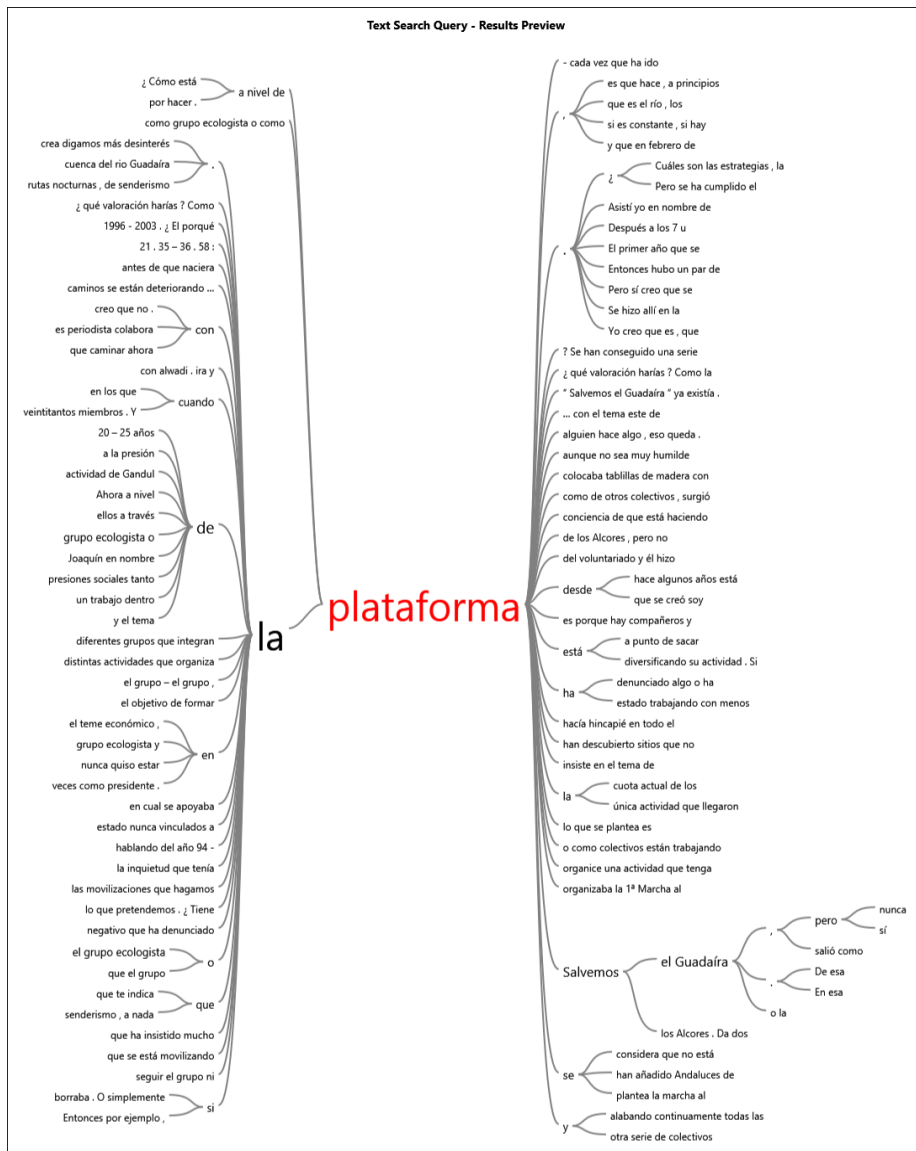 Text Search Query - Results Preview
¿ Cómo está
por hacer .
a nivel de
como grupo ecologista o como
crea digamos más desinterés
cuenca del rio Guadaíra
rutas nocturnas , de senderismo
.
¿ qué valoración harías ? Como
1996 - 2003 . ¿ El porqué
21 . 35 – 36 . 58 :
antes de que naciera
caminos se están deteriorando ...
creo que no .
es periodista colabora
que caminar ahora
con
con alwadi . ira y
en los que
veintitantos miembros . Y
cuando
20 – 25 años
a la presión
actividad de Gandul
Ahora a nivel
ellos a través
grupo ecologista o
Joaquín en nombre
presiones sociales tanto
un trabajo dentro
y el tema
de
diferentes grupos que integran
distintas actividades que organiza
el grupo – el grupo ,
el objetivo de formar
el teme económico ,
grupo ecologista y
nunca quiso estar
veces como presidente .
en
en cual se apoyaba
estado nunca vinculados a
hablando del año 94 -
la inquietud que tenía
las movilizaciones que hagamos
lo que pretendemos . ¿ Tiene
negativo que ha denunciado
el grupo ecologista
que el grupo
o
que te indica
senderismo , a nada
que
que ha insistido mucho
que se está movilizando
seguir el grupo ni
borraba . O simplemente
Entonces por ejemplo ,
si
la
plataforma
- cada vez que ha ido
,
es que hace , a principios
que es el río , los
si es constante , si hay
y que en febrero de
.
¿
Cuáles son las estrategias , la
Pero se ha cumplido el
Asistí yo en nombre de
Después a los 7 u
El primer año que se
Entonces hubo un par de
Pero sí creo que se
Se hizo allí en la
Yo creo que es , que
? Se han conseguido una serie
¿ qué valoración harías ? Como la
“ Salvemos el Guadaíra “ ya existía .
... con el tema este de
alguien hace algo , eso queda .
aunque no sea muy humilde
colocaba tablillas de madera con
como de otros colectivos , surgió
conciencia de que está haciendo
de los Alcores , pero no
del voluntariado y él hizo
desde
hace algunos años está
que se creó soy
es porque hay compañeros y
está
a punto de sacar
diversificando su actividad . Si
ha
denunciado algo o ha
estado trabajando con menos
hacía hincapié en todo el
han descubierto sitios que no
insiste en el tema de
la
cuota actual de los
única actividad que llegaron
lo que se plantea es
o como colectivos están trabajando
organice una actividad que tenga
organizaba la 1ª Marcha al
Salvemos
el Guadaíra
,
pero
nunca
sí
salió como
.
De esa
En esa
o la
los Alcores . Da dos
se
considera que no está
han añadido Andaluces de
plantea la marcha al
y
alabando continuamente todas las
otra serie de colectivos